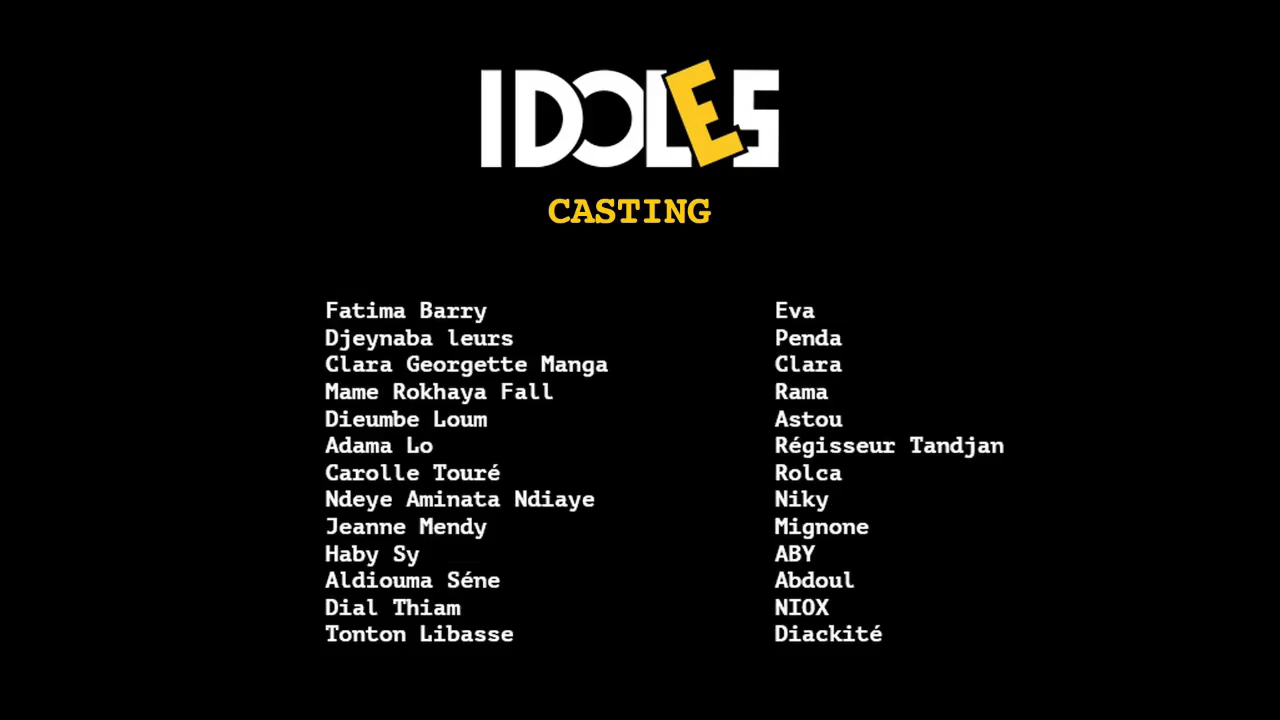 IDOLES
CASTING
Fatima Barry Eva
Djeynaba leurs Penda
Clara Georgette Manga Clara
Mame Rokhaya Fall Rama
Dieumbe Loum Astou
Adama Lo Régisseur Tandjan
Carolle Touré Rolca
Ndeye Aminata Ndiaye Niky
Jeanne Mendy Mignone
Haby Sy ABY
Aldiouma Séne Abdoul
Dial Thiam NIOX
Tonton Libasse Diackité